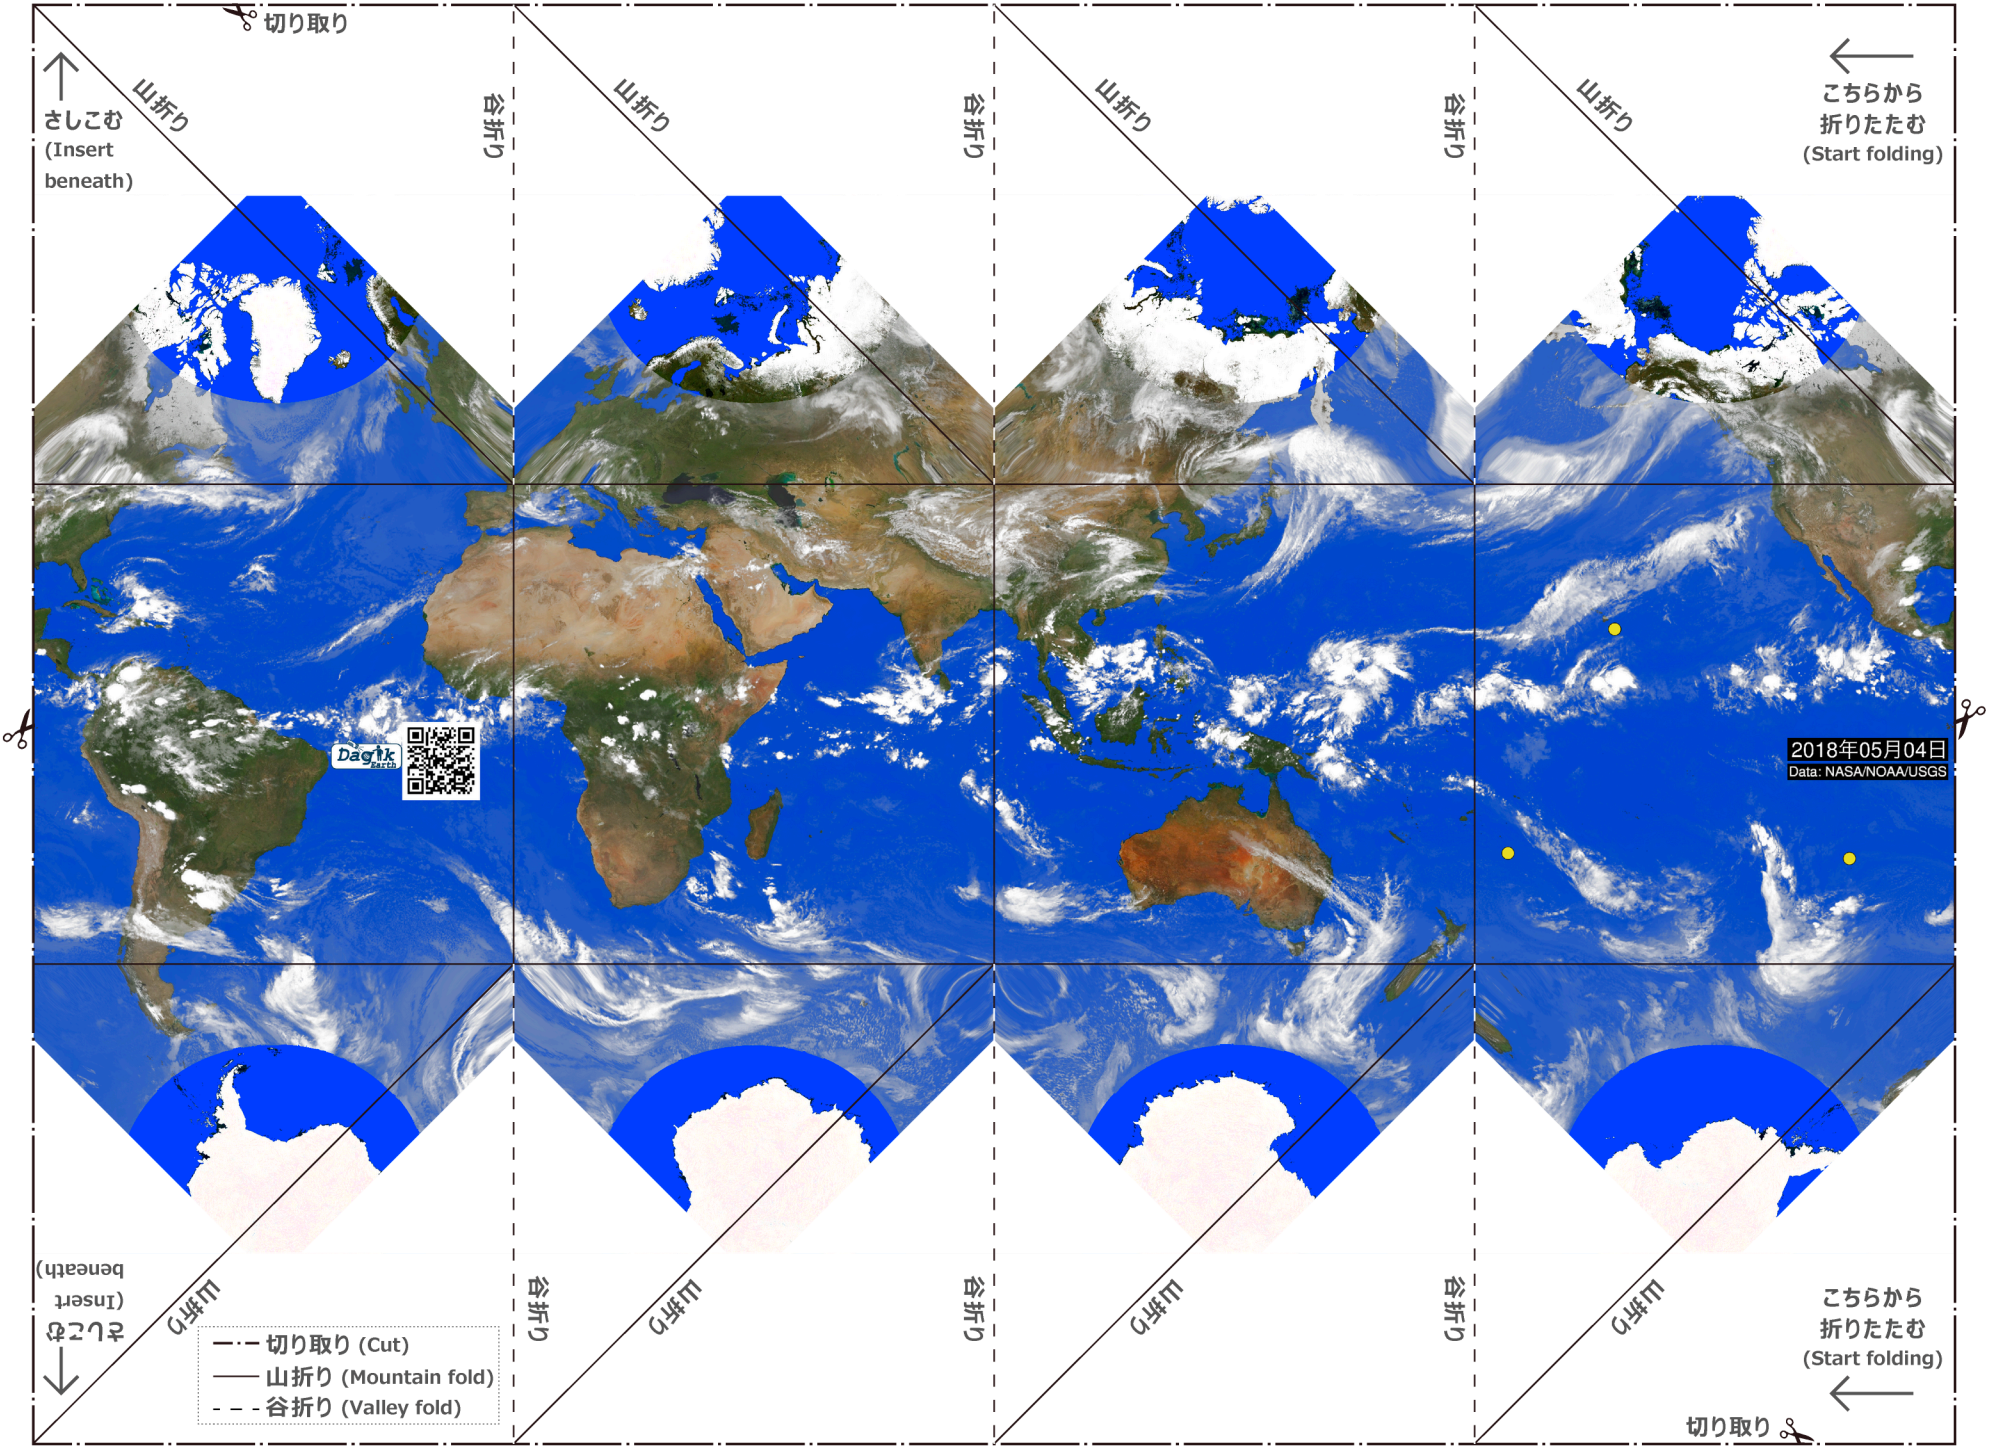 切り取り
さしこむ
(Insert
beneath)
山折り
谷折り
山折り
谷折り
山折り
谷折り
山折り
こちらから
折りたたむ
(Start folding)
Dagik
Earth
2018年05月04日
Data: NASA/NOAA/USGS
さしこむ
(Insert
beneath)
山折り
谷折り
山折り
谷折り
山折り
谷折り
山折り
こちらから
折りたたむ
(Start folding)
切り取り (Cut)
山折り (Mountain fold)
谷折り (Valley fold)
切り取り